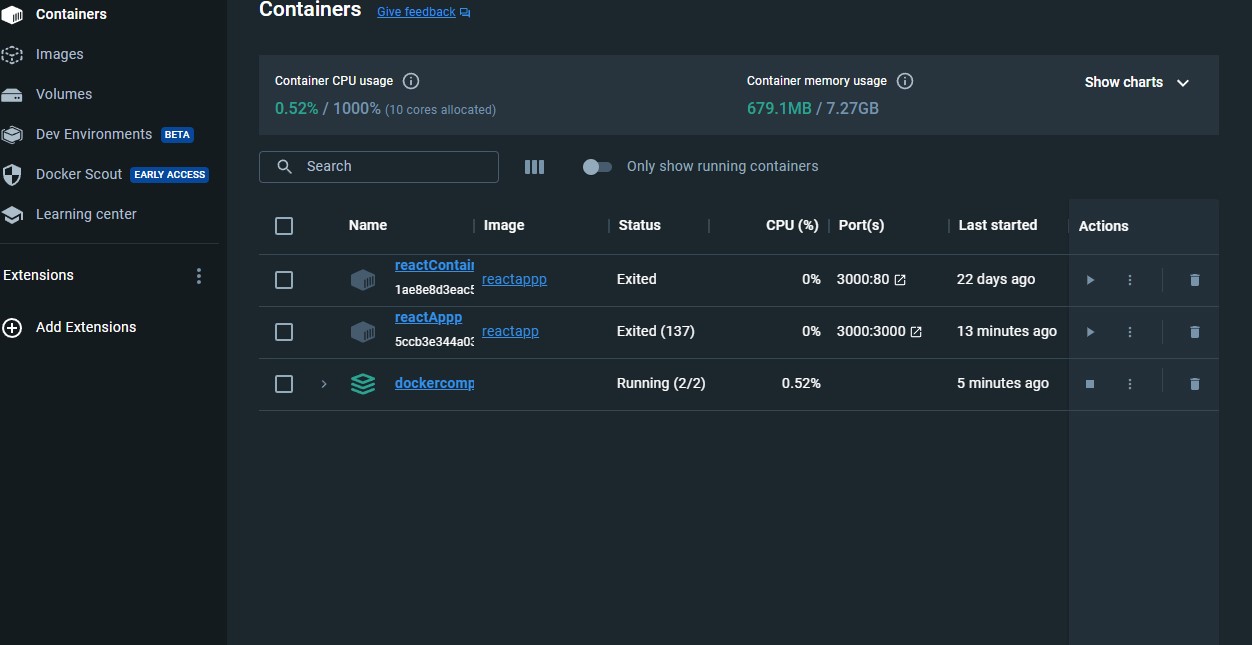 Containers
Images
Volumes
Dev Environments BETA
Docker Scout EARLY ACCESS
Learning center
Extensions
Add Extensions
Containers Give feedback
Container CPU usage
0.52% / 1000% (10 cores allocated)
Container memory usage
679.1MB / 7.27GB
Show charts
Search
Only show running containers
Name Image Status CPU (%) Port(s) Last started Actions
reactContai
1ae8e8d3eac5
reactappp Exited 0% 3000:80 22 days ago
reactAppp
5ccb3e344a03
reactapp Exited (137) 0% 3000:3000 13 minutes ago
dockercomp Running (2/2) 0.52% 5 minutes ago